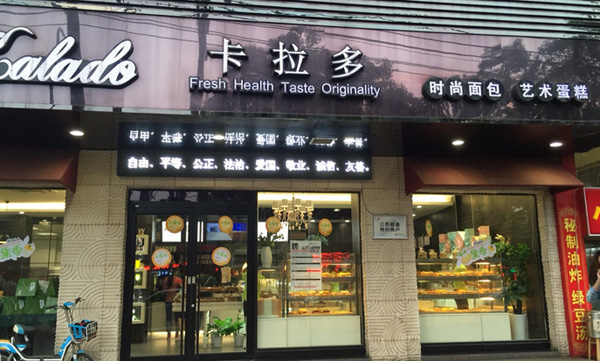 Kalado
卡拉多
Fresh Health Taste Originality
时尚面包 艺术蛋糕
自由、平等、公正、法治、爱国、敬业、诚信、友善、
秘制油炸绿豆汤